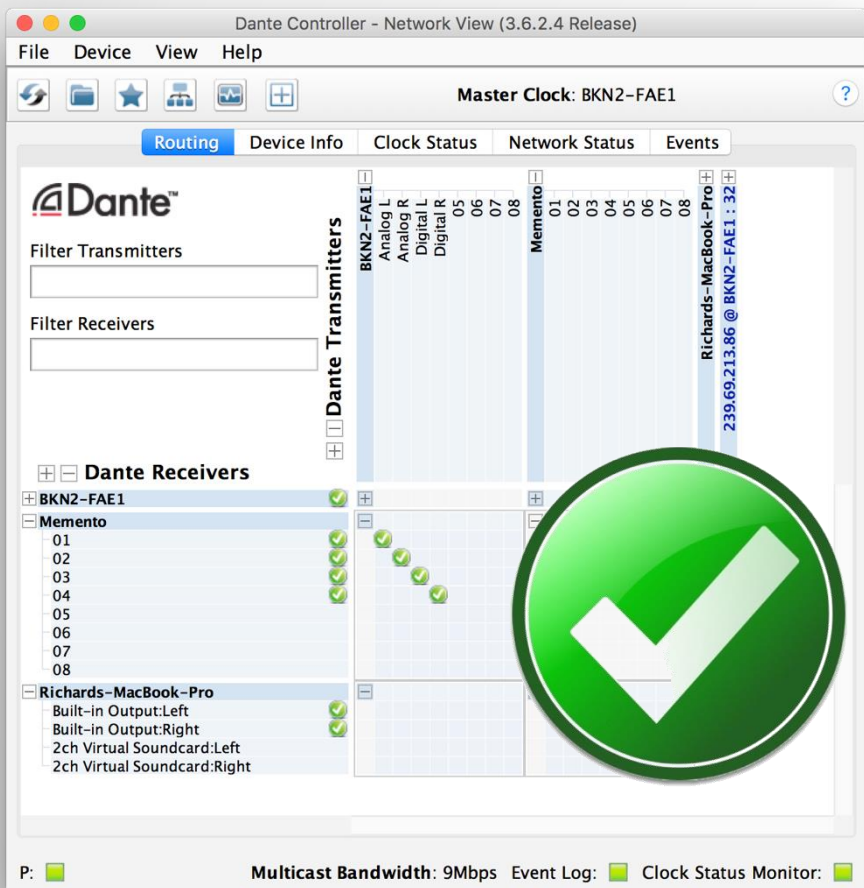 Dante Controller - Network View (3.6.2.4 Release)
File Device View Help
Master Clock: BKN2-FAE1
?
Routing Device Info Clock Status Network Status Events
Dante™
Filter Transmitters
Filter Receivers
Dante Transmitters
BKN2-FAE1
Analog L
Analog R
Digital L
Digital R
05
06
07
08
Memento
01
02
03
04
05
06
07
08
Richards-MacBook-Pro
239.69.213.86 @ BKN2-FAE1 : 32
Dante Receivers
BKN2-FAE1
Memento
01
02
03
04
05
06
07
08
Richards-MacBook-Pro
Built-in Output:Left
Built-in Output:Right
2ch Virtual Soundcard:Left
2ch Virtual Soundcard:Right
P: Multicast Bandwidth: 9Mbps Event Log: Clock Status Monitor: